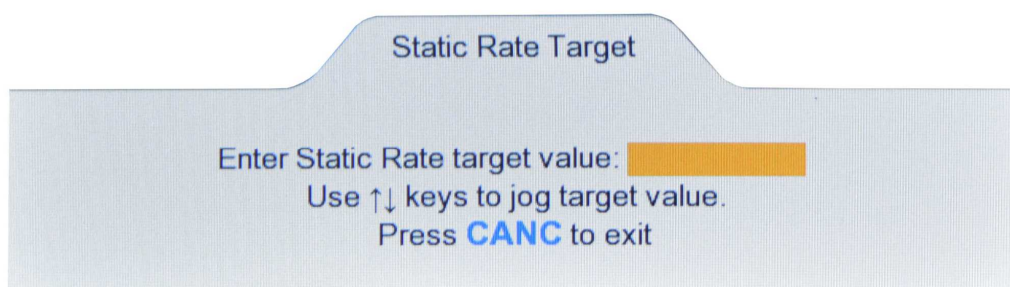 Static Rate Target
Enter Static Rate target value:
Use ↑↓ keys to jog target value.
Press CANC to exit